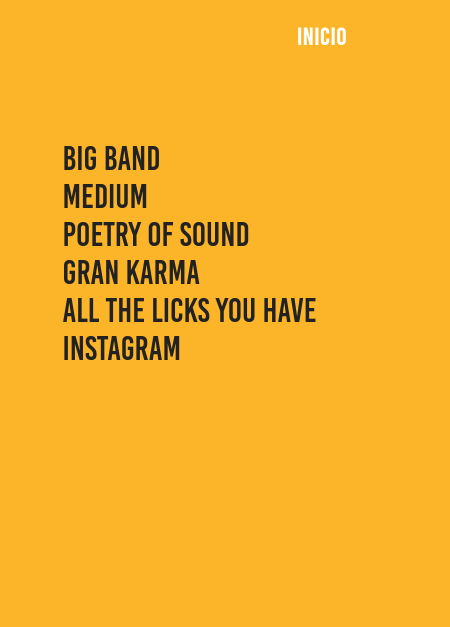 INICIO
BIG BAND
MEDIUM
POETRY OF SOUND
GRAN KARMA
ALL THE LICKS YOU HAVE
INSTAGRAM